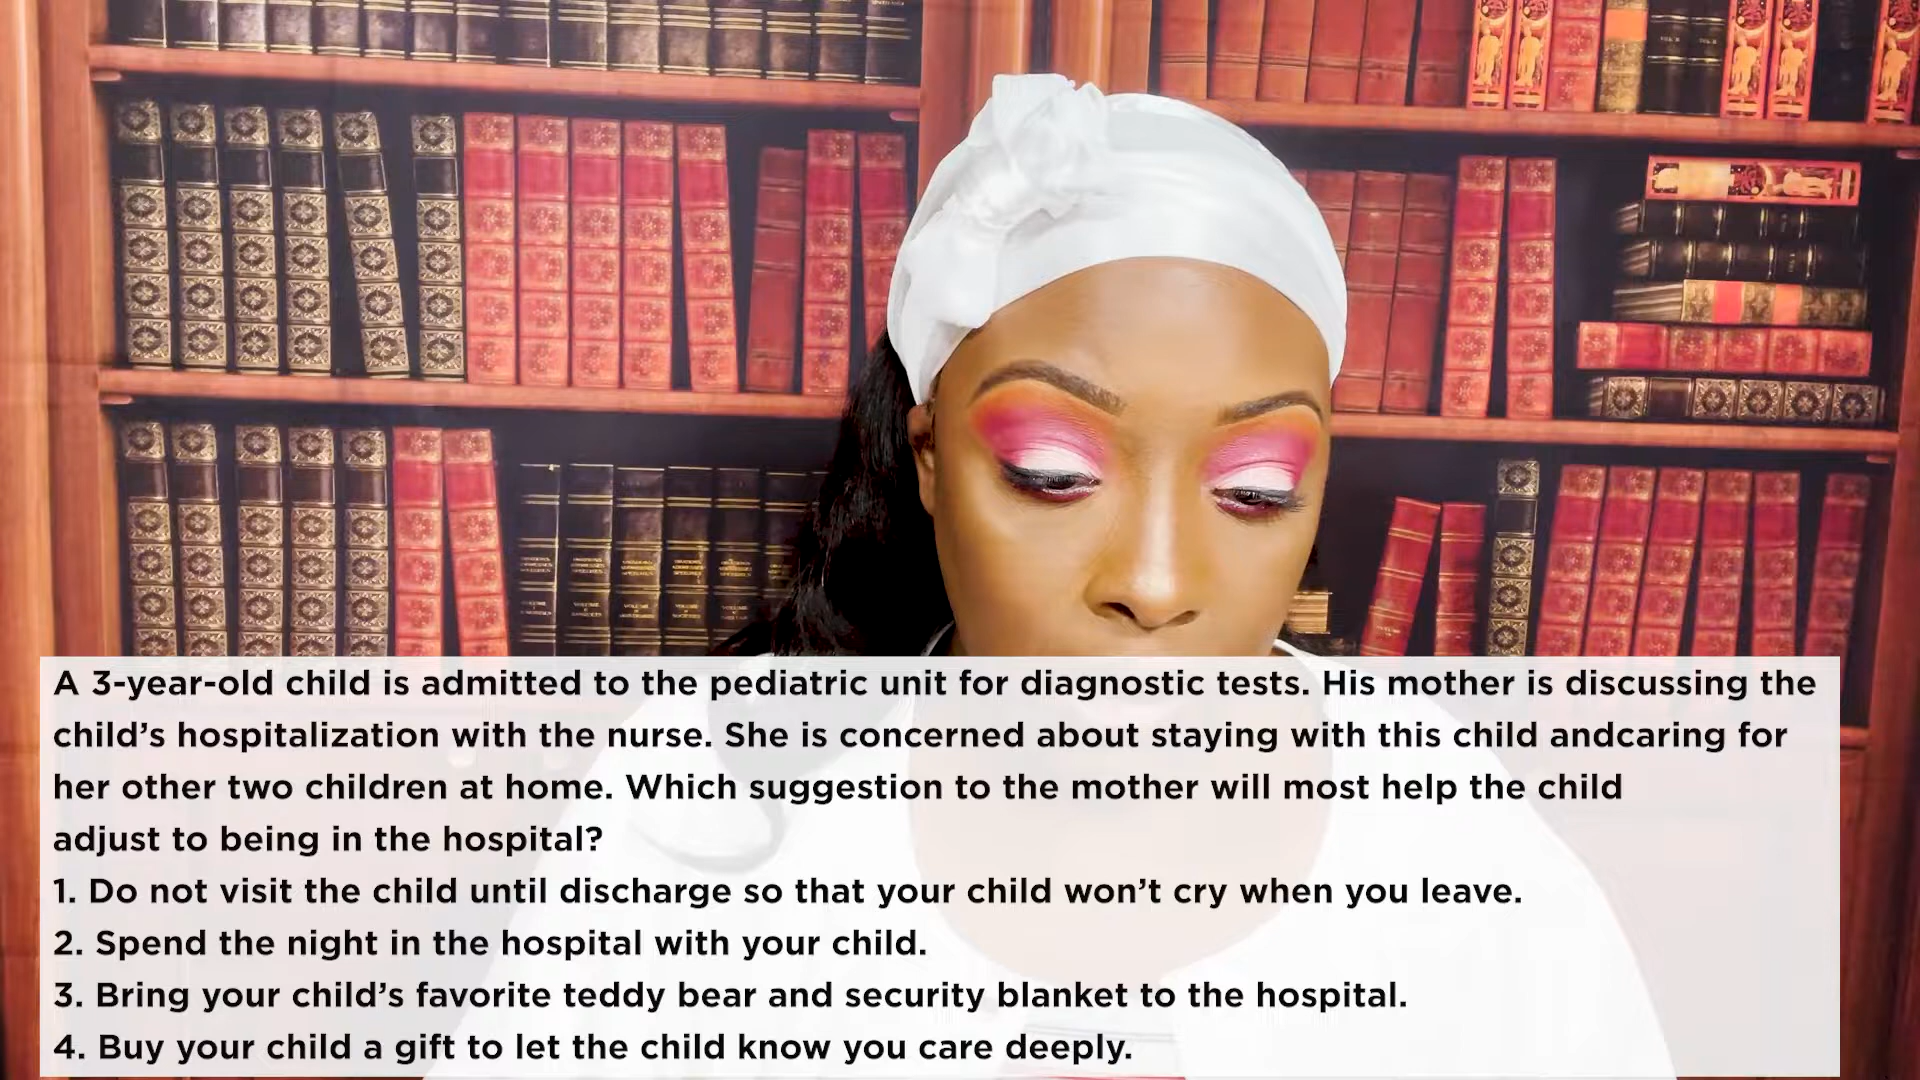 A 3-year-old child is admitted to the pediatric unit for diagnostic tests. His mother is discussing the
child’s hospitalization with the nurse. She is concerned about staying with this child andcaring for
her other two children at home. Which suggestion to the mother will most help the child
adjust to being in the hospital?
1. Do not visit the child until discharge so that your child won’t cry when you leave.
2. Spend the night in the hospital with your child.
3. Bring your child’s favorite teddy bear and security blanket to the hospital.
4. Buy your child a gift to let the child know you care deeply.